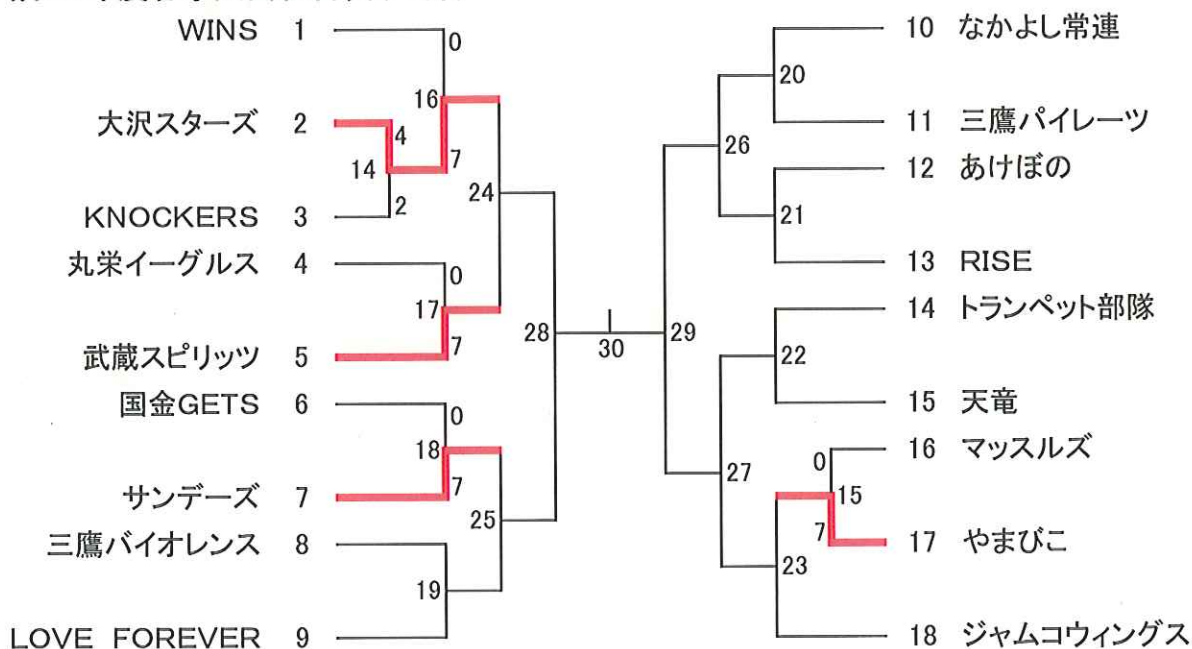 WINS 1
大沢スターズ 2
KNOCKERS 3
丸栄イーグルス 4
武蔵スピリッツ 5
国金GETS 6
サンデーズ 7
三鷹バイオレンス 8
LOVE FOREVER 9
0
16
4
14
7
2
24
0
17
7
28
0
18
7
25
19
30
29
20
26
21
22
27
0
15
7
23
10 なかよし常連
11 三鷹パイレーツ
12 あけぼの
13 RISE
14 トランペット部隊
15 天竜
16 マッスルズ
17 やまびこ
18 ジャムコウィングス